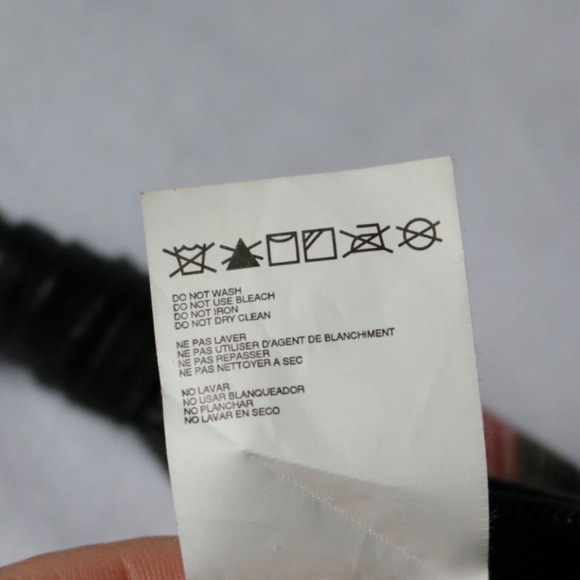 DO NOT WASH
DO NOT USE BLEACH
DO NOT IRON
DO NOT DRY CLEAN
NE PAS LAVER
NE PAS UTILISER D'AGENT DE BLANCHIMENT
NE PAS REPASSER
NE PAS NETTOYER A SEC
NO LAVAR
NO USAR BLANQUEADOR
NO PLANCHAR
NO LAVAR EN SECO